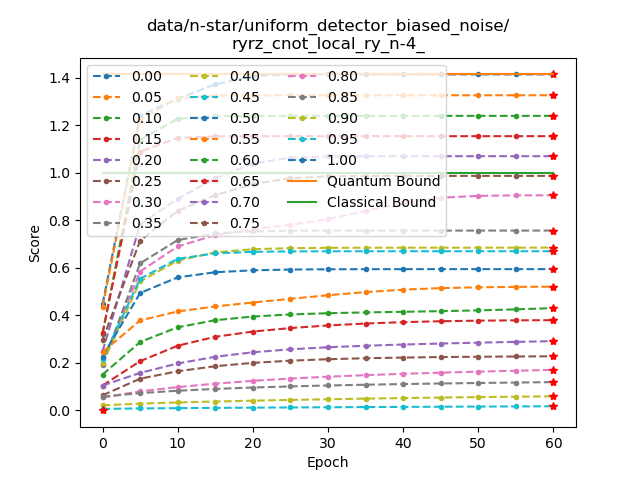 data/n-star/uniform_detector_biased_noise/
ryrz_cnot_local_ry_n-4_
1.4
1.2
1.0
0.8
0.6
0.4
0.2
0.0
Score
0.00 0.40 0.80
0.05 0.45 0.85
0.10 0.50 0.90
0.15 0.55 0.95
0.20 0.60 1.00
0.25 0.65 Quantum Bound
0.30 0.70 Classical Bound
0.35 0.75
0 10 20 30 40 50 60
Epoch